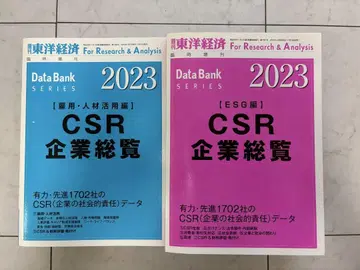 週刊 東洋経済
For Research & Analysis
臨時増刊
Data Bank
SERIES
2023
【雇用・人材活用編】
CSR
企業総覧
有力・先進1702社の
CSR(企業の社会的責任)データ
週刊 東洋経済
For Research & Analysis
臨時増刊
Data Bank
SERIES
2023
【ESG編】
CSR
企業総覧
有力・先進1702社の
CSR(企業の社会的責任)データ